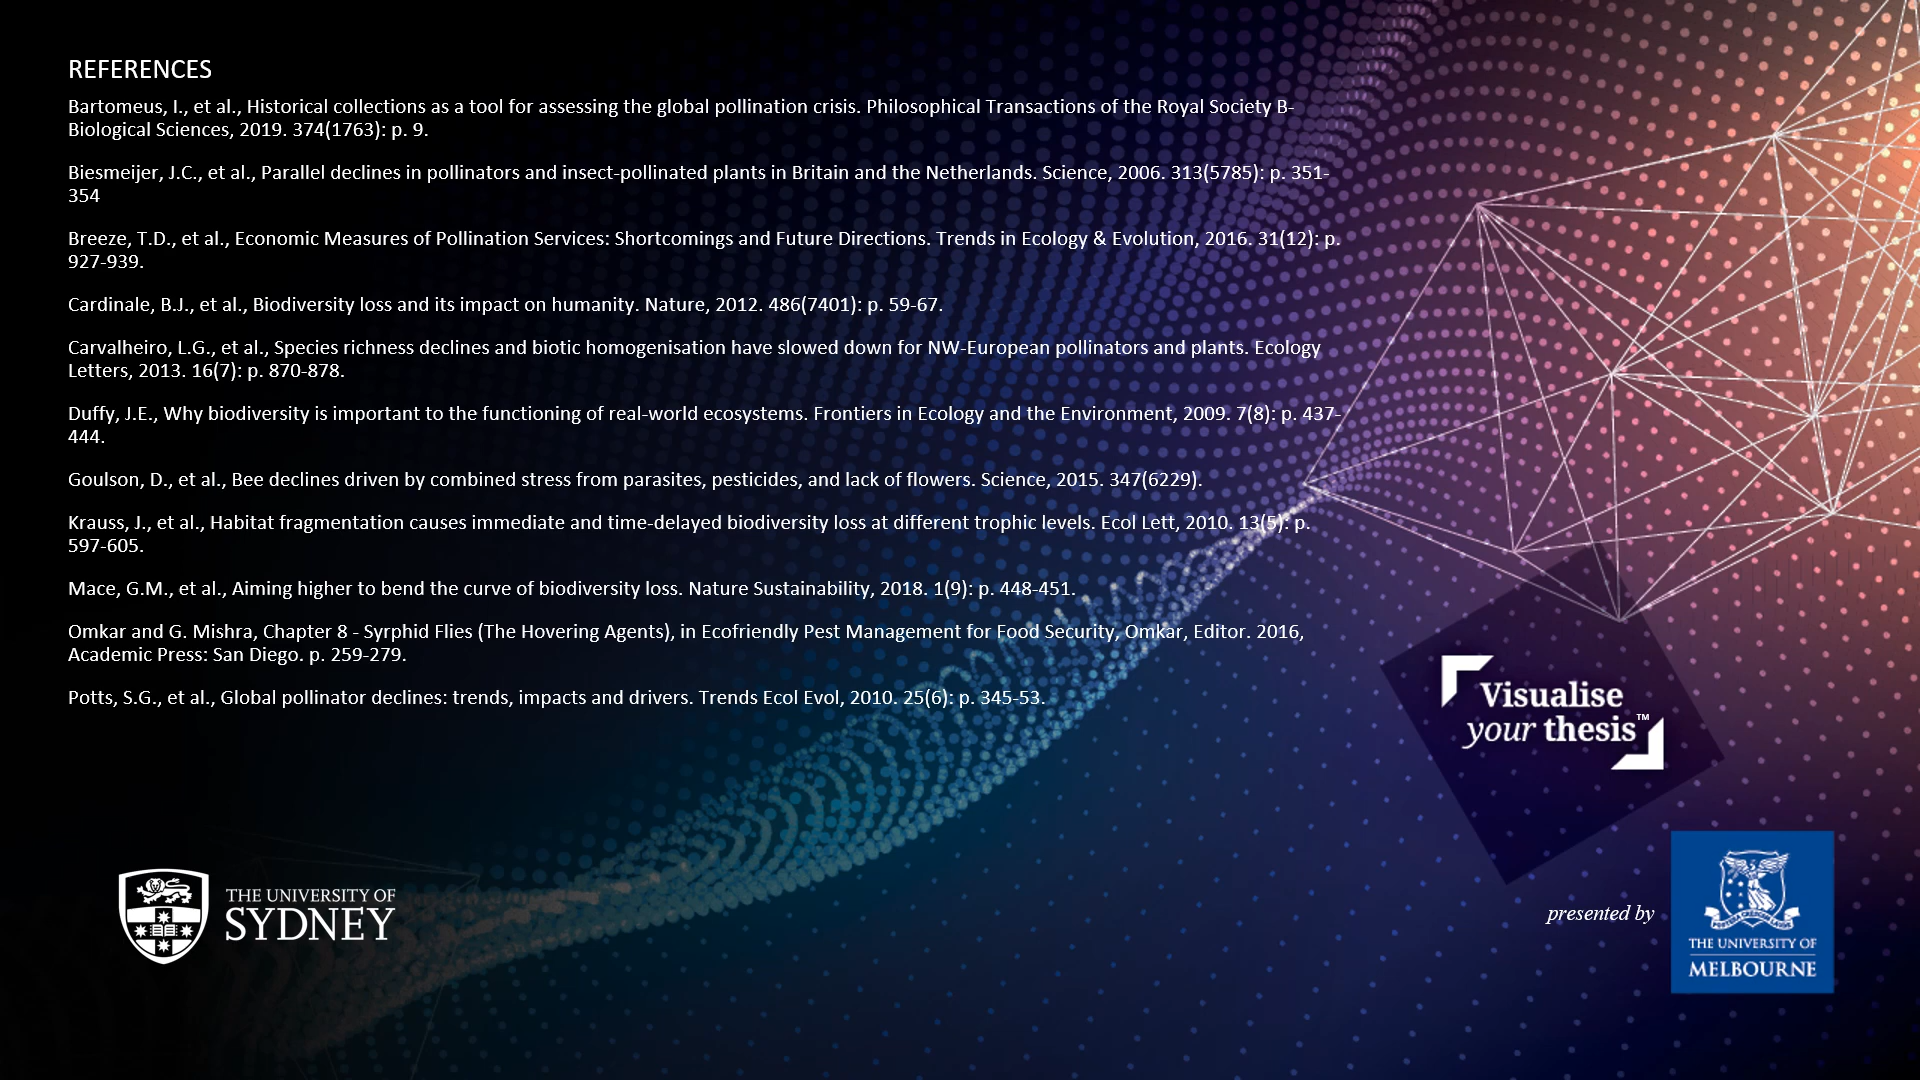 REFERENCES
Bartomeus, I., et al., Historical collections as a tool for assessing the global pollination crisis. Philosophical Transactions of the Royal Society B-
Biological Sciences, 2019. 374(1763): p. 9.
Biesmeijer, J.C., et al., Parallel declines in pollinators and insect-pollinated plants in Britain and the Netherlands. Science, 2006. 313(5785): p. 351-
354
Breeze, T.D., et al., Economic Measures of Pollination Services: Shortcomings and Future Directions. Trends in Ecology & Evolution, 2016. 31(12): p.
927-939.
Cardinale, B.J., et al., Biodiversity loss and its impact on humanity. Nature, 2012. 486(7401): p. 59-67.
Carvalheiro, L.G., et al., Species richness declines and biotic homogenisation have slowed down for NW-European pollinators and plants. Ecology
Letters, 2013. 16(7): p. 870-878.
Duffy, J.E., Why biodiversity is important to the functioning of real-world ecosystems. Frontiers in Ecology and the Environment, 2009. 7(8): p. 437-
444.
Goulson, D., et al., Bee declines driven by combined stress from parasites, pesticides, and lack of flowers. Science, 2015. 347(6229).
Krauss, J., et al., Habitat fragmentation causes immediate and time-delayed biodiversity loss at different trophic levels. Ecol Lett, 2010. 13(5): p.
597-605.
Mace, G.M., et al., Aiming higher to bend the curve of biodiversity loss. Nature Sustainability, 2018. 1(9): p. 448-451.
Omkar and G. Mishra, Chapter 8 - Syrphid Flies (The Hovering Agents), in Ecofriendly Pest Management for Food Security, Omkar, Editor. 2016,
Academic Press: San Diego. p. 259-279.
Potts, S.G., et al., Global pollinator declines: trends, impacts and drivers. Trends Ecol Evol, 2010. 25(6): p. 345-53.
Visualise
your thesis™
THE UNIVERSITY OF
SYDNEY
presented by
THE UNIVERSITY OF
MELBOURNE